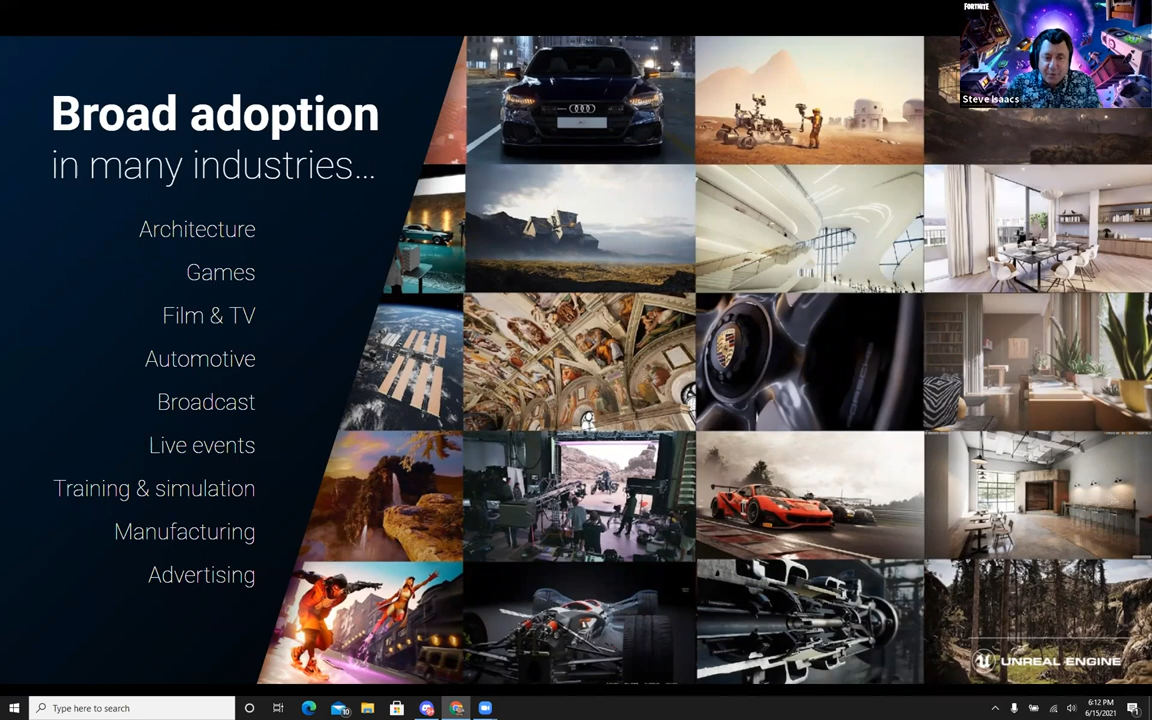 FORTNITE
Steve Isaacs
Broad adoption
in many industries...
Architecture
Games
Film & TV
Automotive
Broadcast
Live events
Training & simulation
Manufacturing
Advertising
UNREAL ENGINE
Type here to search
10
6:12 PM
6/15/2021